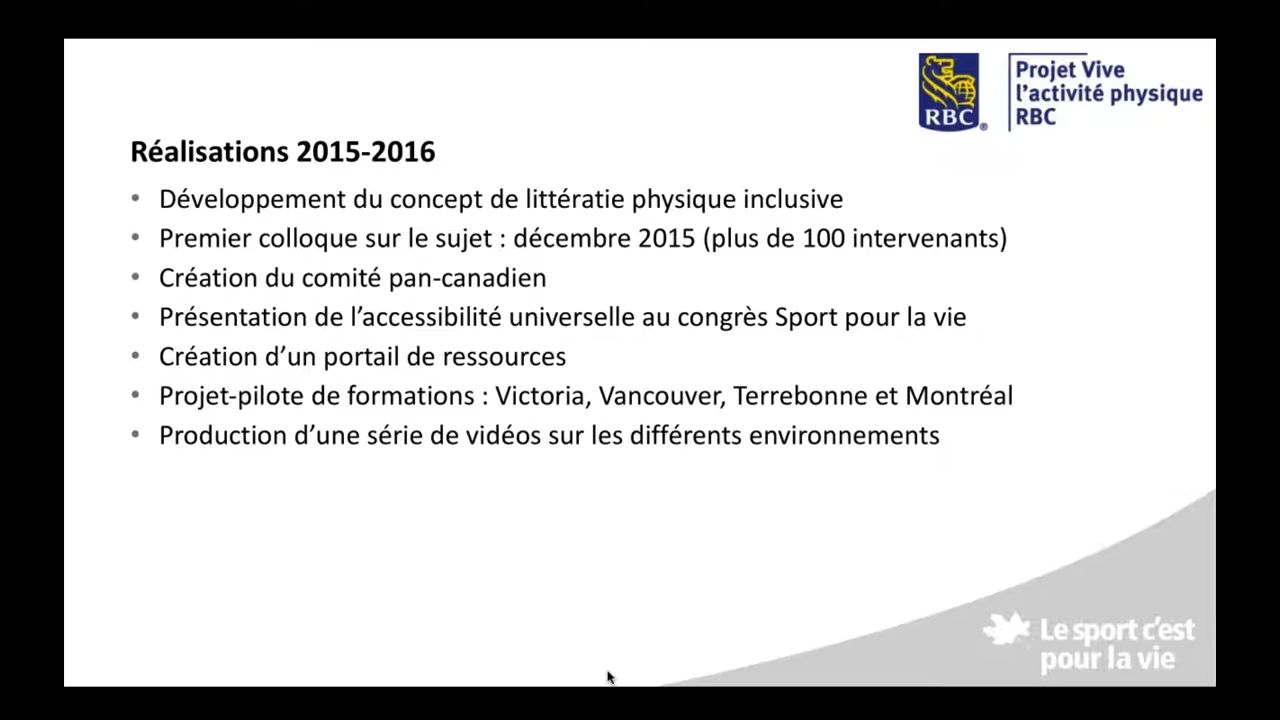 RBC
Projet Vive
l'activité physique
RBC
Réalisations 2015-2016
• Développement du concept de littératie physique inclusive
• Premier colloque sur le sujet : décembre 2015 (plus de 100 intervenants)
• Création du comité pan-canadien
• Présentation de l'accessibilité universelle au congrès Sport pour la vie
• Création d'un portail de ressources
• Projet-pilote de formations : Victoria, Vancouver, Terrebonne et Montréal
• Production d'une série de vidéos sur les différents environnements
Le sport c'est
pour la vie